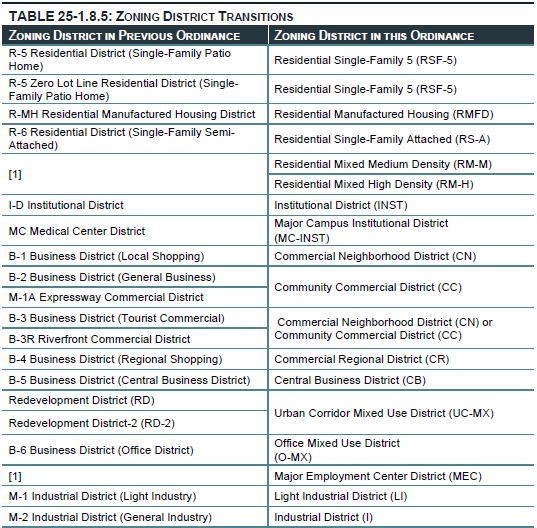 TABLE 25-1.8.5: ZONING DISTRICT TRANSITIONS
ZONING DISTRICT IN PREVIOUS ORDINANCE
ZONING DISTRICT IN THIS ORDINANCE
R-5 Residential District (Single-Family Patio
Home)
Residential Single-Family 5 (RSF-5)
R-5 Zero Lot Line Residential District (Single-
Family Patio Home)
Residential Single-Family 5 (RSF-5)
R-MH Residential Manufactured Housing District
Residential Manufactured Housing (RMFD)
R-6 Residential District (Single-Family Semi-
Attached)
Residential Single-Family Attached (RS-A)
[1]
Residential Mixed Medium Density (RM-M)
Residential Mixed High Density (RM-H)
I-D Institutional District
Institutional District (INST)
MC Medical Center District
Major Campus Institutional District
(MC-INST)
B-1 Business District (Local Shopping)
Commercial Neighborhood District (CN)
B-2 Business District (General Business)
M-1A Expressway Commercial District
Community Commercial District (CC)
B-3 Business District (Tourist Commercial)
B-3R Riverfront Commercial District
Commercial Neighborhood District (CN) or
Community Commercial District (CC)
B-4 Business District (Regional Shopping)
Commercial Regional District (CR)
B-5 Business District (Central Business District)
Central Business District (CB)
Redevelopment District (RD)
Redevelopment District-2 (RD-2)
Urban Corridor Mixed Use District (UC-MX)
B-6 Business District (Office District)
Office Mixed Use District
(O-MX)
[1]
Major Employment Center District (MEC)
M-1 Industrial District (Light Industry)
Light Industrial District (LI)
M-2 Industrial District (General Industry)
Industrial District (I)